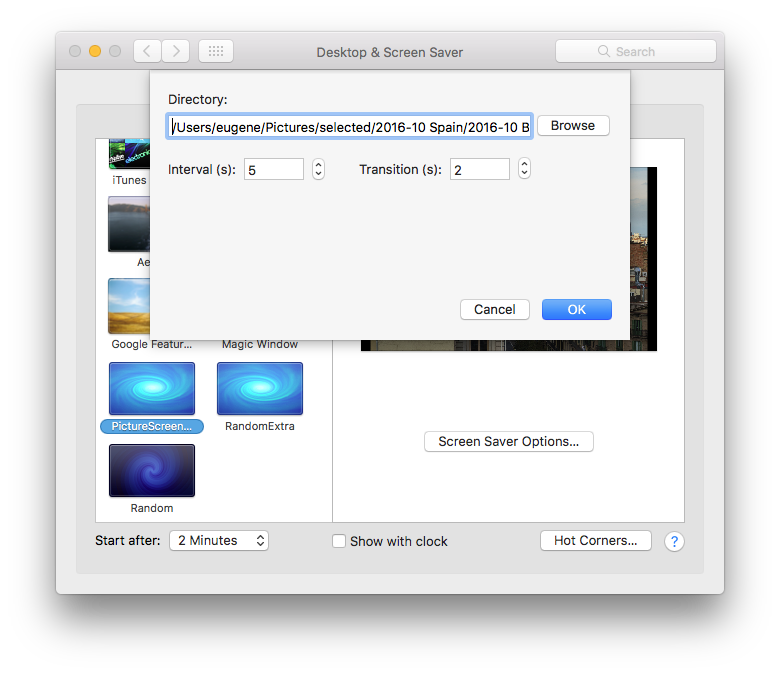 Desktop & Screen Saver
Search
Directory:
/Users/eugene/Pictures/selected/2016-10 Spain/2016-10 B
Browse
Interval (s): 5
Transition (s): 2
Cancel
OK
iTunes
Ae
Google Featur...
Magic Window
PictureScreen...
RandomExtra
Random
Screen Saver Options...
Start after: 2 Minutes
Show with clock
Hot Corners...
?